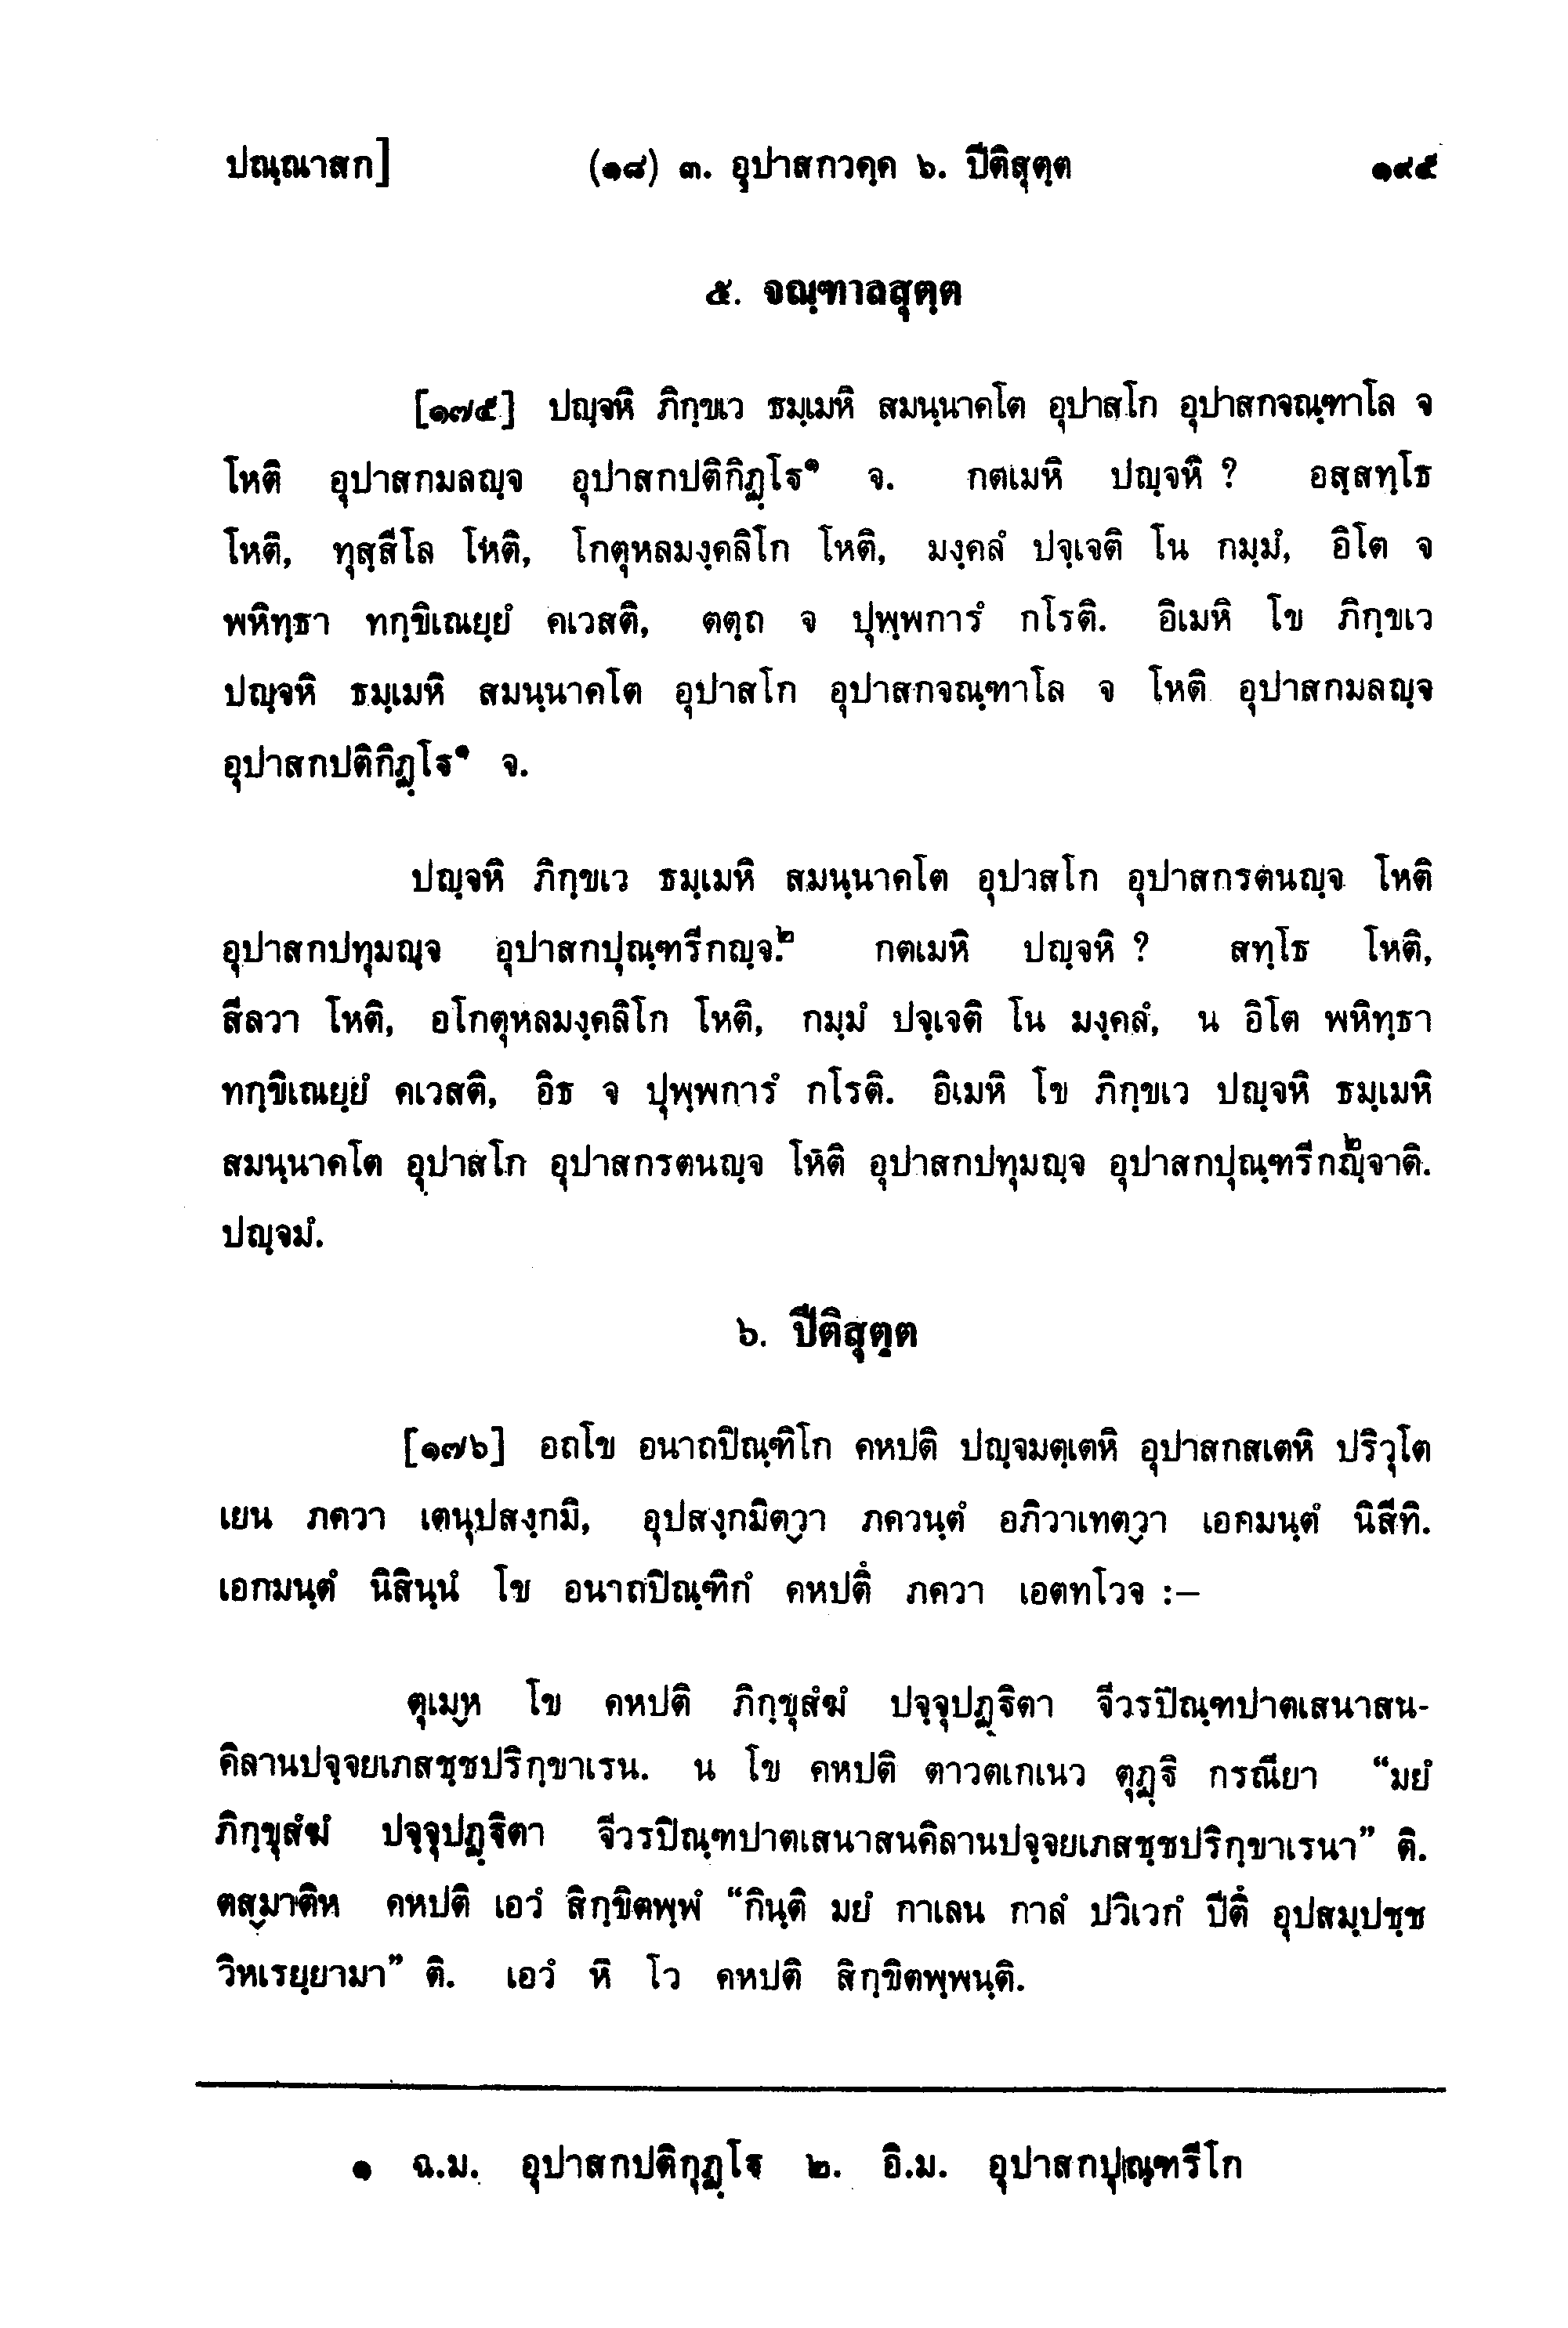 ปณฺณาสก] (๑๘) ๓. อุปาสกวคฺค ๖. ปีติสุตฺต ๑๙๕
๕. จณฺฑาลสุตฺต
[๑๗๕] ปญฺจหิ ภิกฺขเว ธมฺเมหิ สมนฺนาคโต อุปาสโก อุปาสกจณฺฑาโล จ
โหติ อุปาสกมลญฺจ อุปาสกปติกิฏฺโฐ๑ จ. กตเมหิ ปญฺจหิ ? อสฺสทฺโธ
โหติ, ทุสฺสีโล โหติ, โกตุหลมงฺคลิโก โหติ, มงฺคลํ ปจฺเจติ โน กมฺมํ, อิโต จ
พหิทฺธา ทกฺขิเณยฺยํ คเวสติ, ตตฺถ จ ปุพฺพการํ กโรติ. อิเมหิ โข ภิกฺขเว
ปญฺจหิ ธมฺเมหิ สมนฺนาคโต อุปาสโก อุปาสกจณฺฑาโล จ โหติ อุปาสกมลญฺจ
อุปาสกปติกิฏฺโฐ๑ จ.
ปญฺจหิ ภิกฺขเว ธมฺเมหิ สมนฺนาคโต อุปาสโก อุปาสกรตนญฺจ โหติ
อุปาสกปทุมญฺจ อุปาสกปุณฺฑรีกญฺจ.๒ กตเมหิ ปญฺจหิ ? สทฺโธ โหติ,
สีลวา โหติ, อโกตุหลมงฺคลิโก โหติ, กมฺมํ ปจฺเจติ โน มงฺคลํ, น อิโต พหิทฺธา
ทกฺขิเณยฺยํ คเวสติ, อิธ จ ปุพฺพการํ กโรติ. อิเมหิ โข ภิกฺขเว ปญฺจหิ ธมฺเมหิ
สมนฺนาคโต อุปาสโก อุปาสกรตนญฺจ โหติ อุปาสกปทุมญฺจ อุปาสกปุณฺฑรีกญฺ๒จาติ.
ปญฺจมํ.
๖. ปีติสุตฺต
[๑๗๖] อถโข อนาถปิณฺฑิโก คหปติ ปญฺจมตฺเตหิ อุปาสกสเตหิ ปริวุโต
เยน ภควา เตนุปสงฺกมิ, อุปสงฺกมิตฺวา ภควนฺตํ อภิวาเทตฺวา เอกมนฺตํ นิสีทิ.
เอกมนฺตํ นิสินฺนํ โข อนาถปิณฺฑิกํ คหปตึ ภควา เอตทโวจ :–
ตุเมฺห โข คหปติ ภิกฺขุสํฆํ ปจฺจุปฏฺฐิตา จีวรปิณฺฑปาตเสนาสน-
คิลานปจฺจยเภสชฺชปริกฺขาเรน. น โข คหปติ ตาวตเกเนว ตุฏฺฐิ กรณียา “มยํ
ภิกฺขุสํฆํ ปจฺจุปฏฺฐิตา จีวรปิณฺฑปาตเสนาสนคิลานปจฺจยเภสชฺชปริกฺขาเรนา” ติ.
ตสฺมาติห คหปติ เอวํ สิกฺขิตพฺพํ “กินฺติ มยํ กาเลน กาลํ ปวิเวกํ ปีตึ อุปสมฺปชฺช
วิหเรยฺยามา” ติ. เอวํ หิ โว คหปติ สิกฺขิตพฺพนฺติ.
๑ ฉ.ม. อุปาสกปติกุฏฺโฐ ๒. อิ.ม. อุปาสกปุณฺฑรีโก